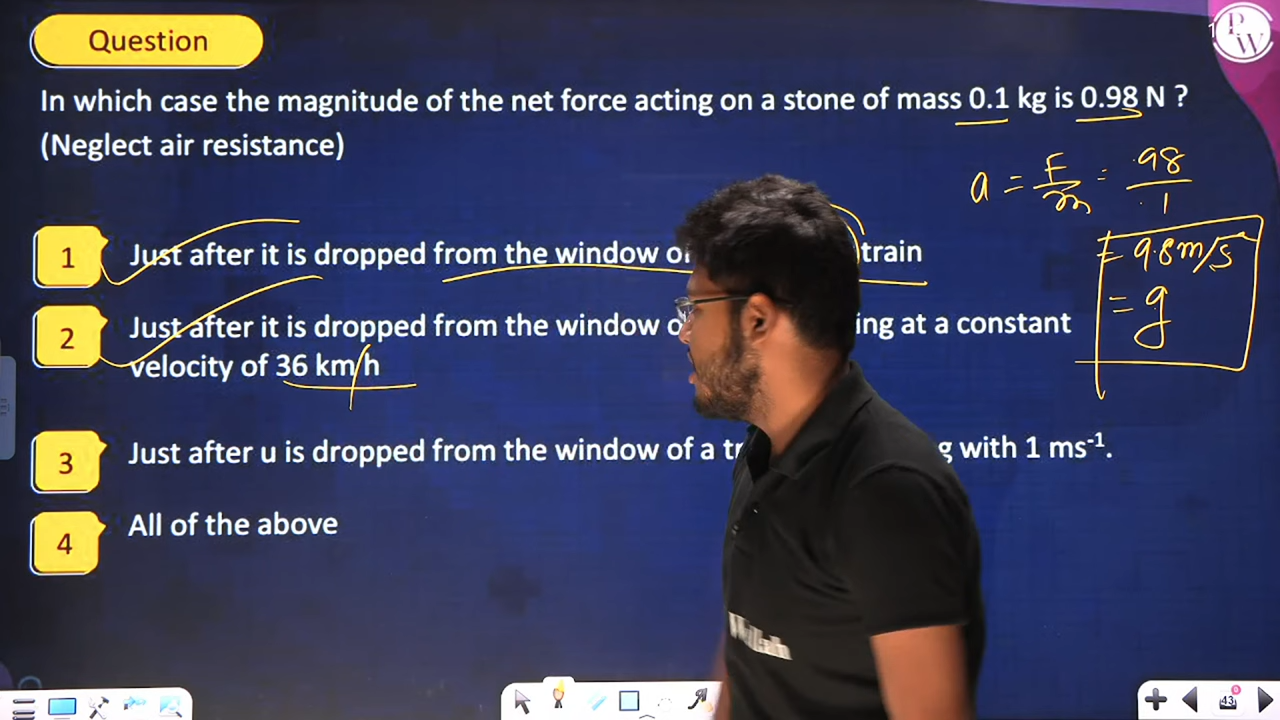 Question
In which case the magnitude of the net force acting on a stone of mass 0.1 kg is 0.98 N ?
(Neglect air resistance)
a = F/m = .98/.1
= 9.8 m/s
= g
1 Just after it is dropped from the window of train
2 Just after it is dropped from the window ing at a constant
velocity of 36 km/h
3 Just after u is dropped from the window of a g with 1 ms⁻¹.
4 All of the above
PW
43